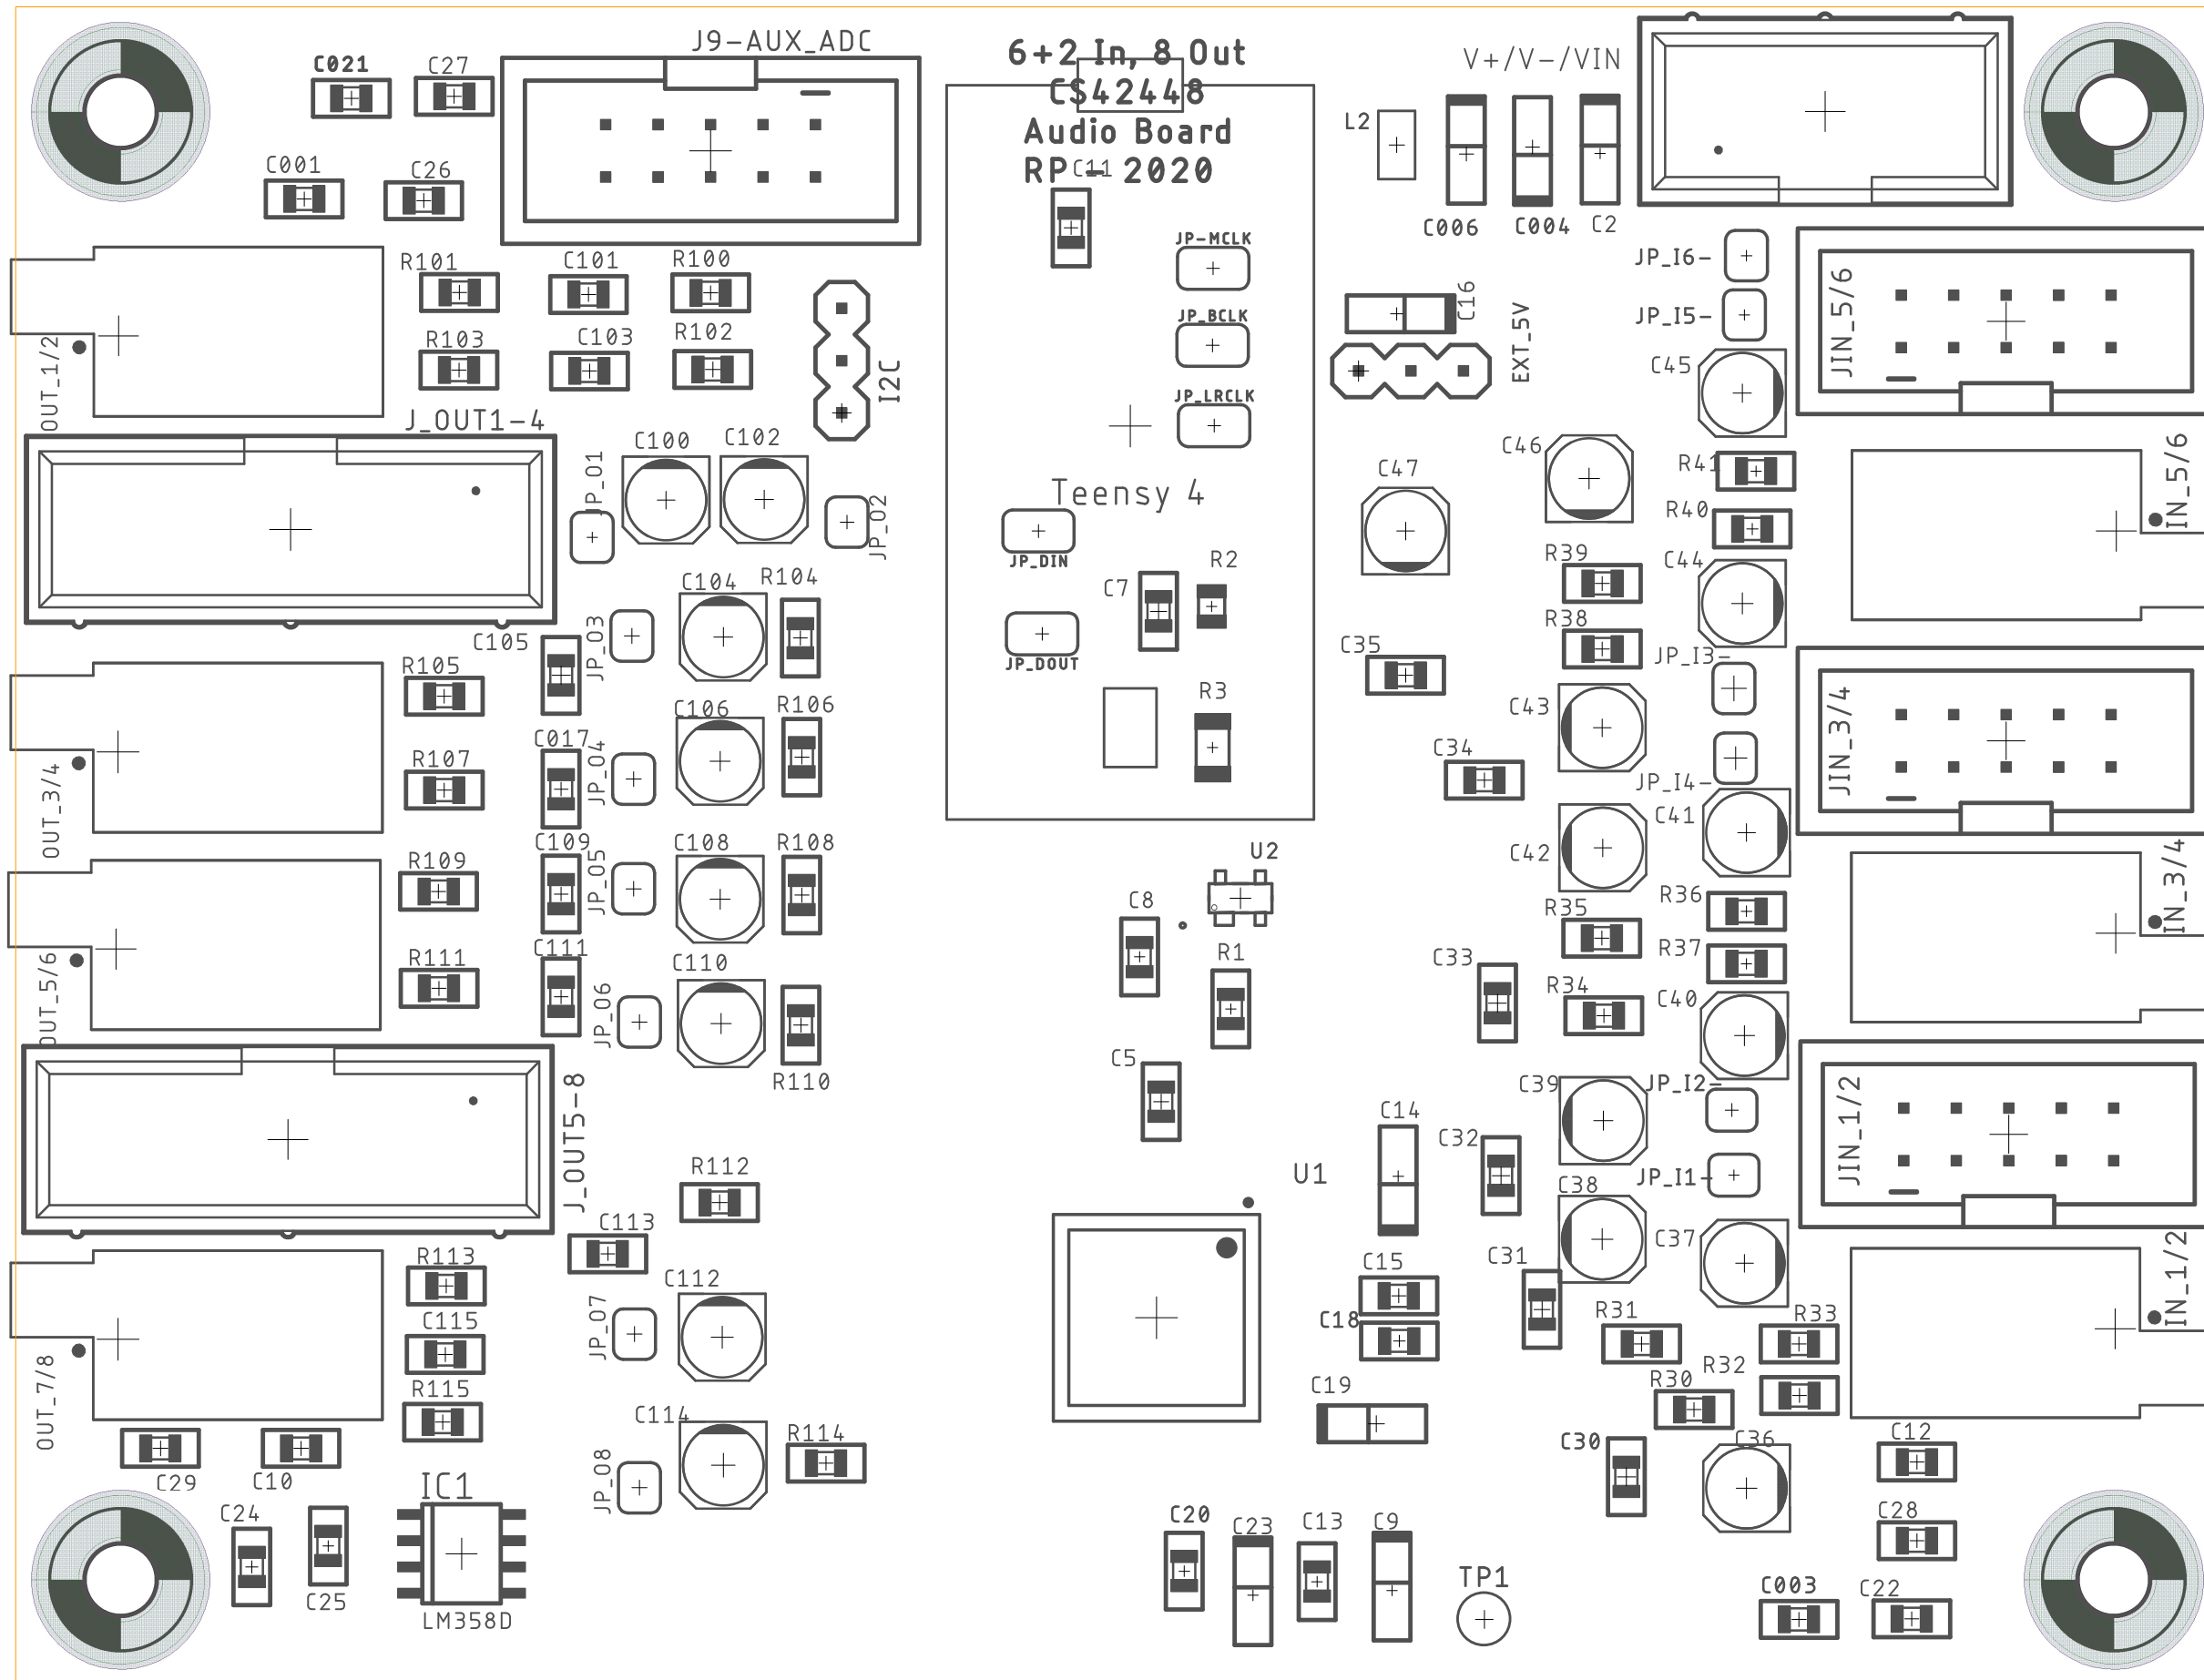 J9-AUX_ADC
6+2 In, 8 Out
CS42448
Audio Board
RP - 2020
V+/V-/VIN
C021
C27
C001
C26
C11
L2
C006
C004
C2
R101
C101
R100
JP-MCLK
JP_I6-
JIN_5/6
OUT_1/2
R103
C103
R102
I2C
JP_BCLK
C16
EXT_5V
JP_I5-
C45
JP_LRCLK
J_OUT1-4
C100
C102
JP_01
JP_02
Teensy 4
C47
C46
R41
IN_5/6
R40
JP_DIN
R39
C44
C104
R104
C7
R2
C105
JP_03
R38
JP_DOUT
C35
JP_I3-
R105
C106
R106
R3
C43
JIN_3/4
C017
JP_04
R107
C34
JP_I4-
C41
OUT_3/4
C109
C108
R108
U2
C42
R109
JP_05
C8
R35
R36
IN_3/4
R111
C111
C110
R1
C33
R37
OUT_5/6
JP_06
R34
C40
R110
C5
C39
JP_I2-
JIN_1/2
J_OUT5-8
C14
C32
R112
U1
C38
JP_I1-
C113
R113
C112
C15
C31
C37
IN_1/2
C115
JP_07
C18
R31
R33
OUT_7/8
R115
C19
R30
R32
C114
R114
C30
C36
C12
C29
C10
IC1
JP_08
C24
C25
LM358D
C20
C23
C13
C9
TP1
C28
C003
C22